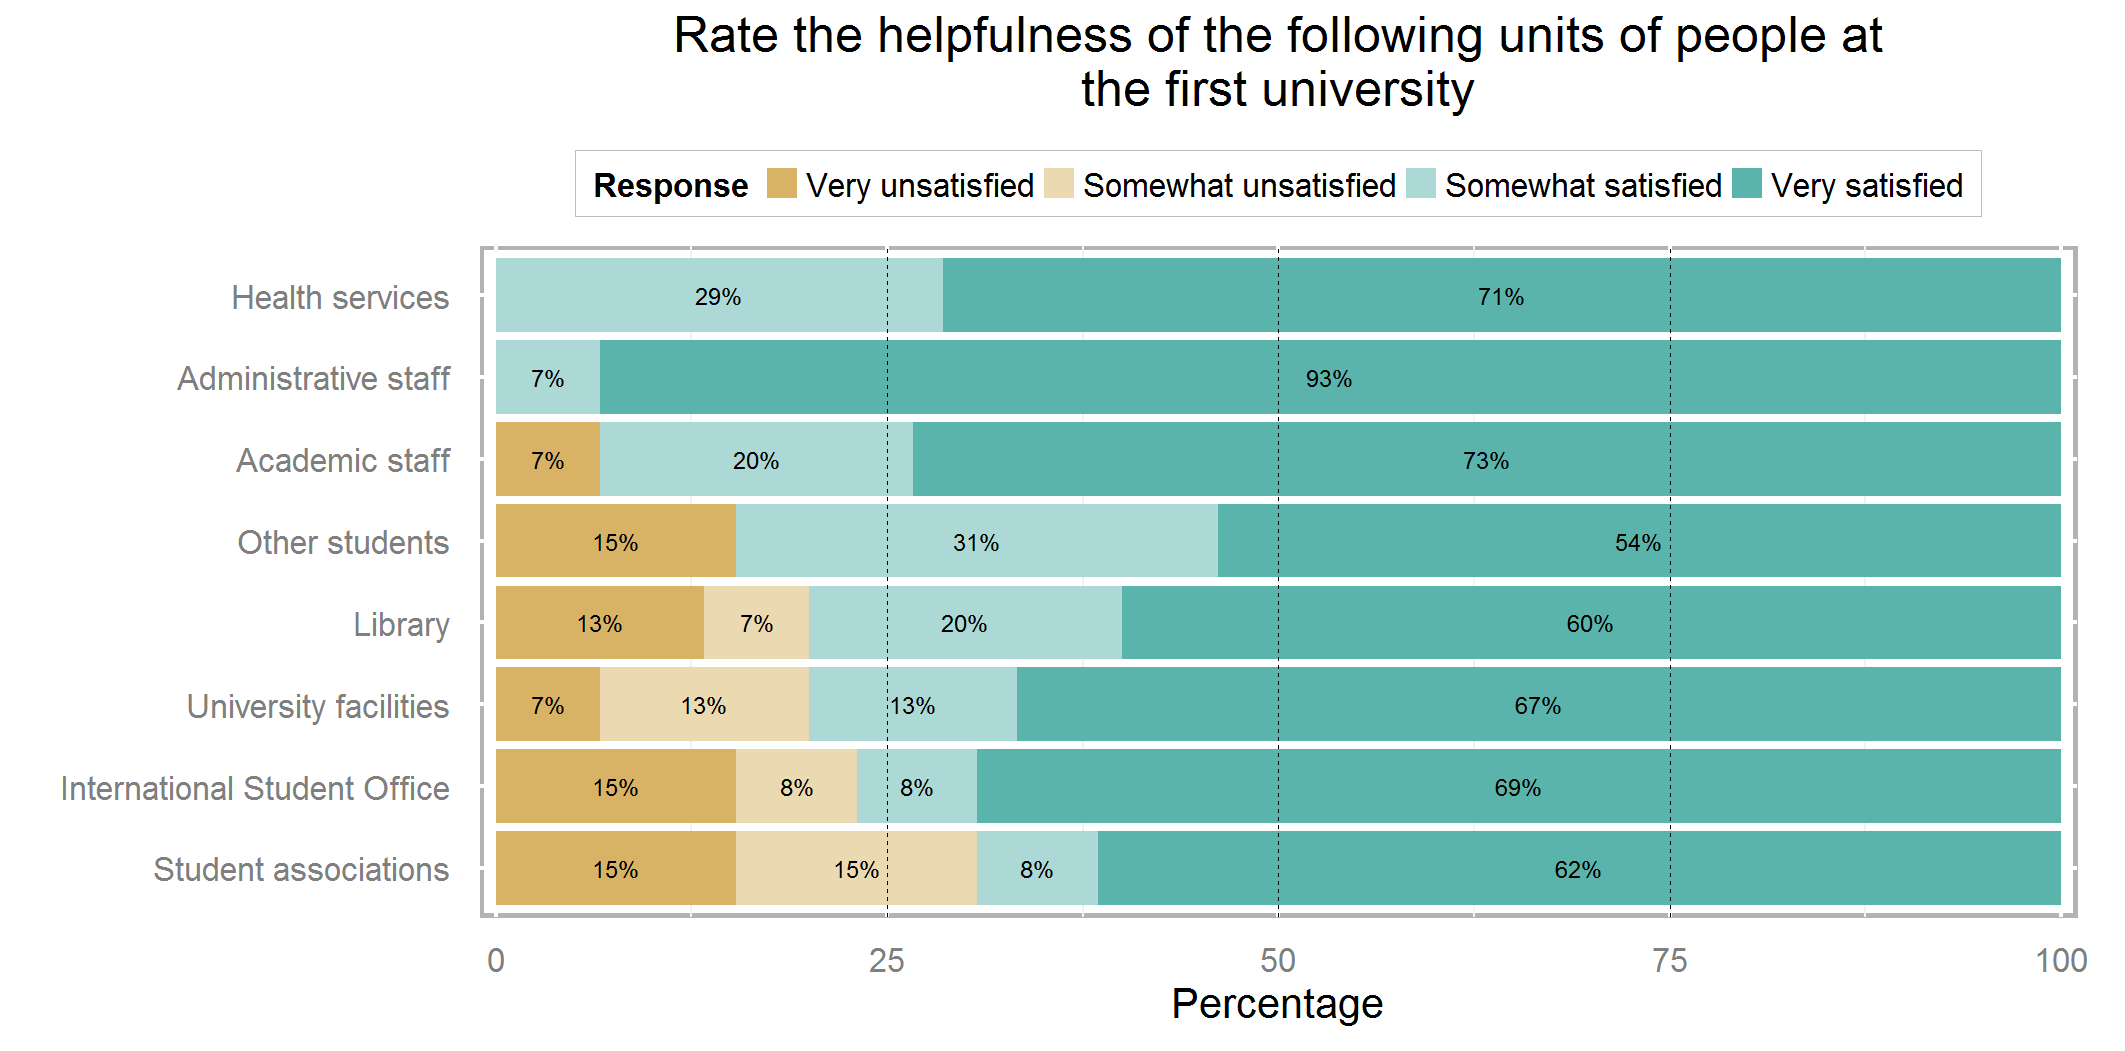 Rate the helpfulness of the following units of people at
the first university
Response Very unsatisfied Somewhat unsatisfied Somewhat satisfied Very satisfied
Health services 29% 71%
Administrative staff 7% 93%
Academic staff 7% 20% 73%
Other students 15% 31% 54%
Library 13% 7% 20% 60%
University facilities 7% 13% 13% 67%
International Student Office 15% 8% 8% 69%
Student associations 15% 15% 8% 62%
0 25 50 75 100
Percentage